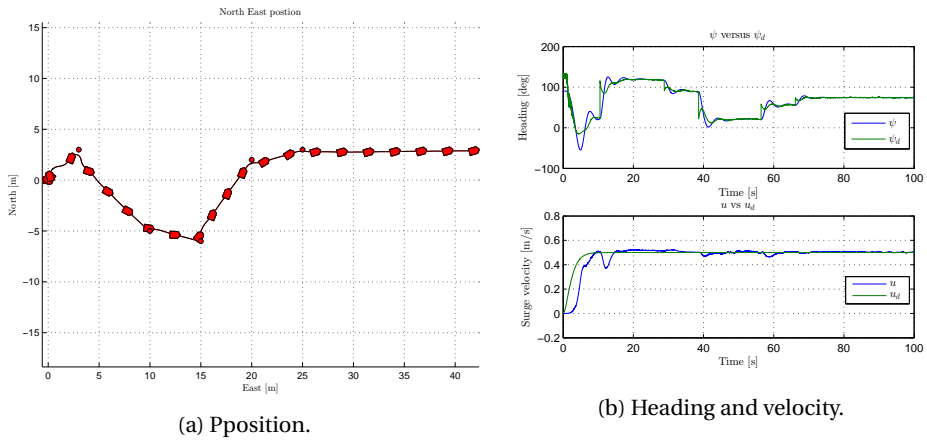 North East postion
15
10
5
0
−5
−10
−15
North [m]
0 5 10 15 20 25 30 35 40
East [m]
(a) Pposition.
ψ versus ψd
200
100
0
−100
Heading [deg]
ψ
ψd
0 20 40 60 80 100
Time [s]
u vs ud
0.8
0.6
0.4
0.2
0
−0.2
Surge velocity [m/s]
u
ud
0 20 40 60 80 100
Time [s]
(b) Heading and velocity.